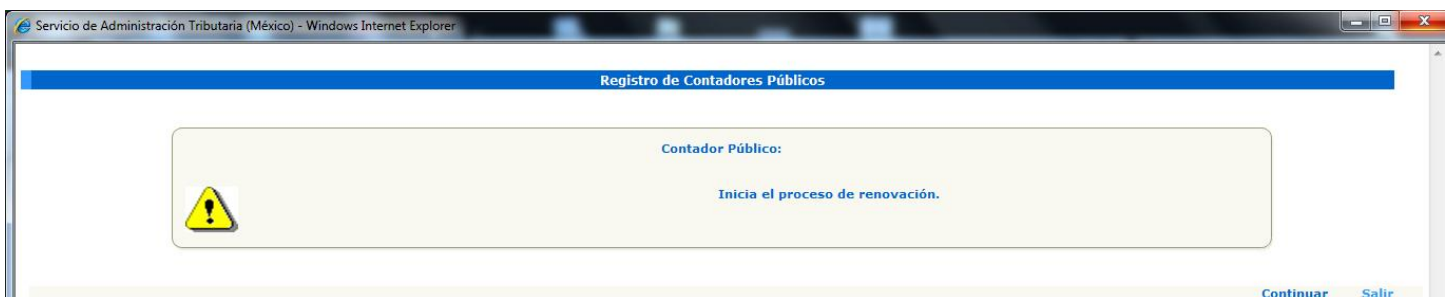 Servicio de Administración Tributaria (México) - Windows Internet Explorer
Registro de Contadores Públicos
Contador Público:
Inicia el proceso de renovación.
Continuar Salir